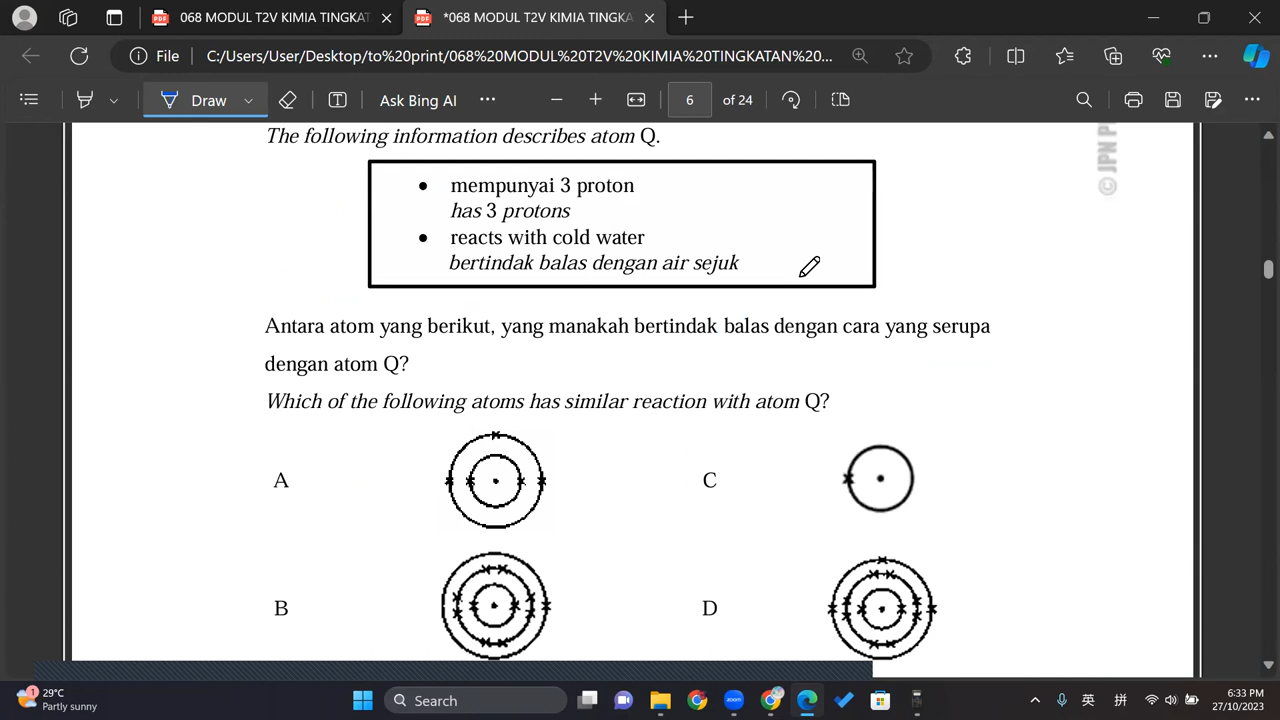 068 MODUL T2V KIMIA TINGKAT
*068 MODUL T2V KIMIA TINGKA
File
C:/Users/User/Desktop/to%20print/068%20MODUL%20T2V%20KIMIA%20TINGKATAN%20...
Draw
Ask Bing AI
6
of 24
The following information describes atom Q.
© JPN P
• mempunyai 3 proton
has 3 protons
• reacts with cold water
bertindak balas dengan air sejuk
Antara atom yang berikut, yang manakah bertindak balas dengan cara yang serupa
dengan atom Q?
Which of the following atoms has similar reaction with atom Q?
A
C
B
D
1
29°C
Partly sunny
Search
zoom
英
拼
6:33 PM
27/10/2023